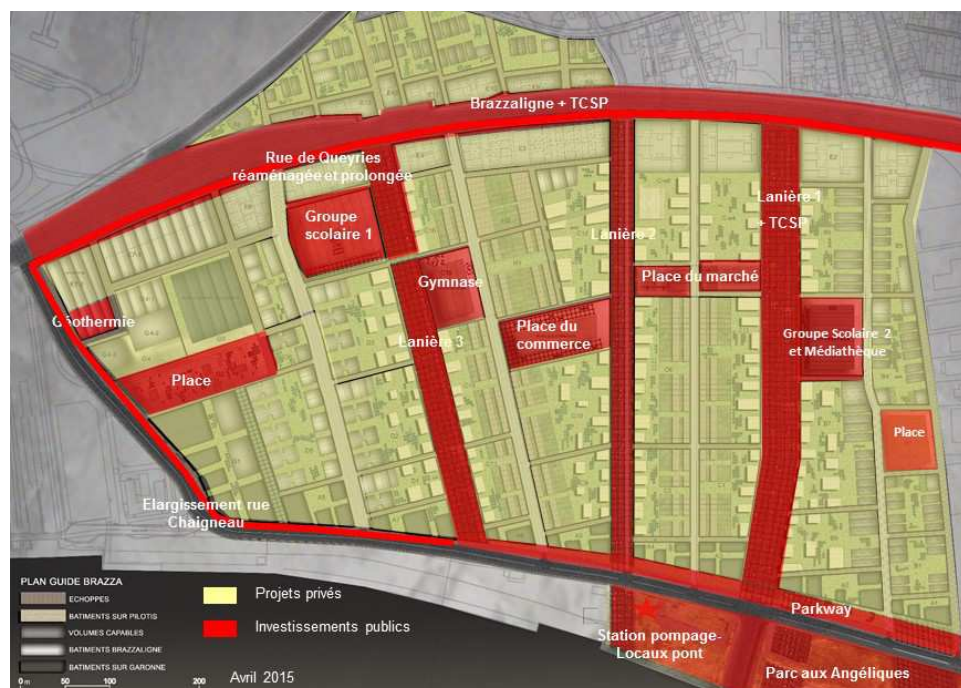 Brazzaligne + TCSP
Rue de Queyries
réaménagée et prolongée
Groupe
scolaire 1
Lanière 1
+ TCSP
Lanière 2
Gymnase
Place du marché
Géothermie
Place du
commerce
Groupe Scolaire 2
et Médiathèque
Lanière 3
Place
Place
Elargissement rue
Chaigneau
PLAN GUIDE BRAZZA
ECHOPPES
BATIMENTS SUR PILOTIS
VOLUMES CAPABLES
BATIMENTS BRAZZALIGNE
BATIMENTS SUR GARONNE
0 m 50 100 200
Projets privés
Investissements publics
Avril 2015
Parkway
Station pompage-
Locaux pont
Parc aux Angéliques